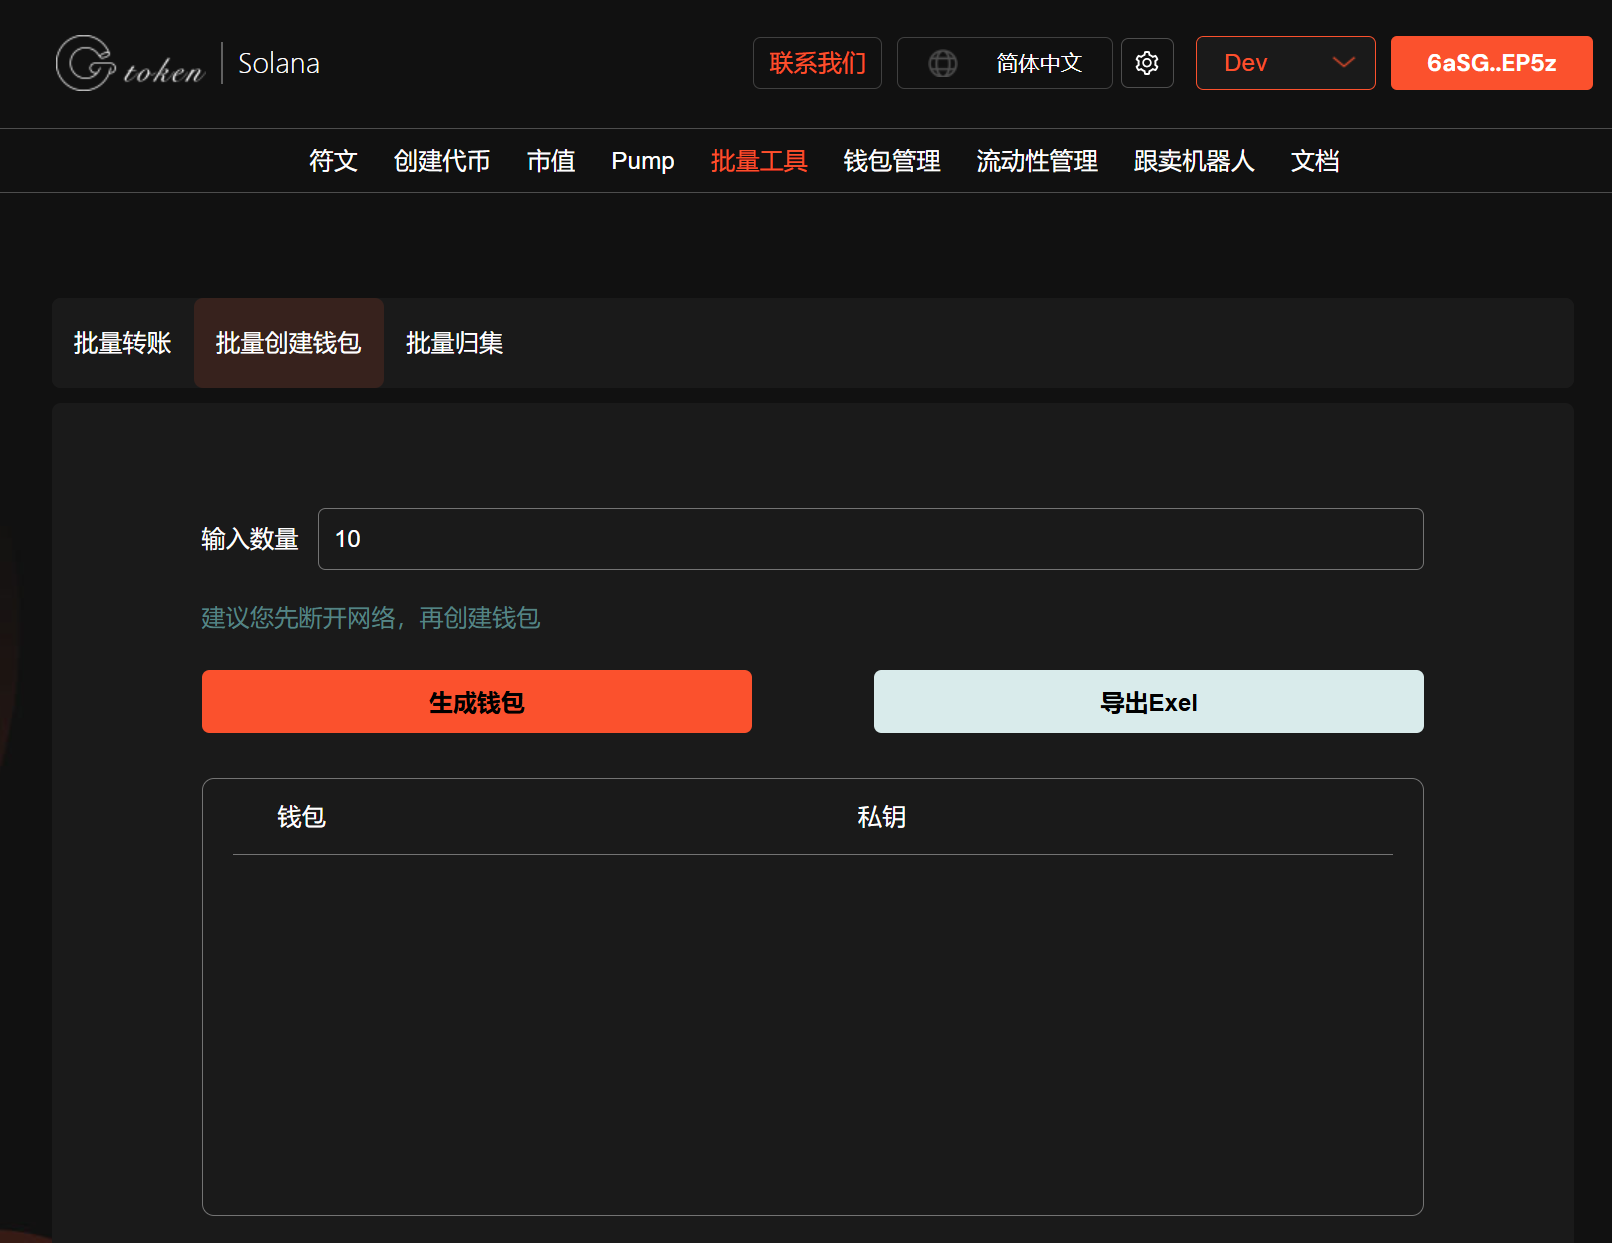 Gtoken | Solana
联系我们
简体中文
Dev
6aSG..EP5z
符文 创建代币 市值 Pump 批量工具 钱包管理 流动性管理 跟卖机器人 文档
批量转账 批量创建钱包 批量归集
输入数量 10
建议您先断开网络，再创建钱包
生成钱包 导出Exel
钱包 私钥